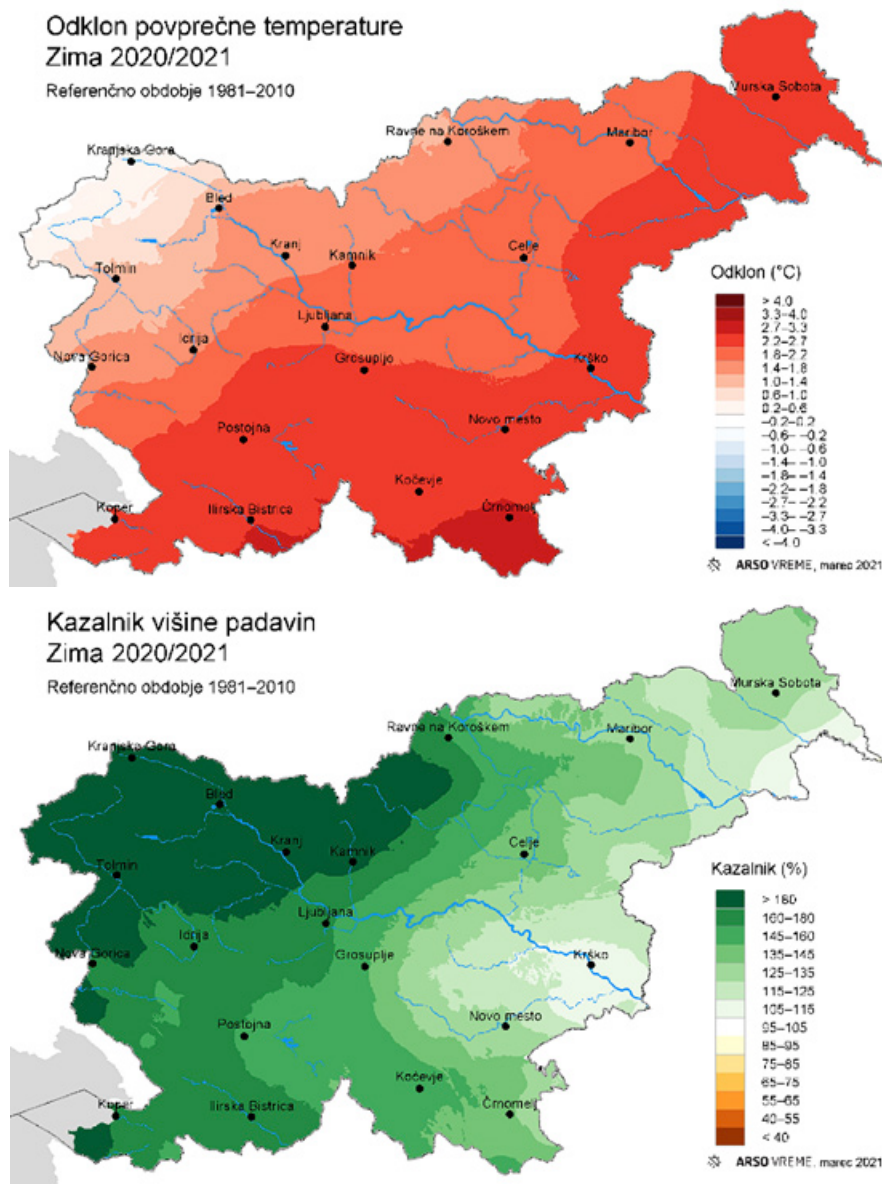 Odklon povprečne temperature
Zima 2020/2021
Referenčno obdobje 1981–2010
Murska Sobota
Ravne na Koroškem
Maribor
Kranjska Gora
Bled
Kranj
Kamnik
Celje
Tolmin
Ljubljana
Idrija
Nova Gorica
Grosuplje
Krško
Postojna
Novo mesto
Kočevje
Koper
Ilirska Bistrica
Črnomelj
Odklon (°C)
> 4.0
3.3–4.0
2.7–3.3
2.2–2.7
1.8–2.2
1.4–1.8
1.0–1.4
0.6–1.0
0.2–0.6
–0.2–0.2
–0.6– –0.2
–1.0– –0.6
–1.4– –1.0
–1.8– –1.4
–2.2– –1.8
–2.7– –2.2
–3.3– –2.7
–4.0– –3.3
< –4.0
ARSO VREME, marec 2021
Kazalnik višine padavin
Zima 2020/2021
Referenčno obdobje 1981–2010
Murska Sobota
Ravne na Koroškem
Maribor
Kranjska Gora
Bled
Kranj
Kamnik
Celje
Tolmin
Ljubljana
Idrija
Nova Gorica
Grosuplje
Krško
Postojna
Novo mesto
Kočevje
Koper
Ilirska Bistrica
Črnomelj
Kazalnik (%)
> 180
160–180
145–160
135–145
125–135
115–125
105–115
95–105
85–95
75–85
65–75
55–65
40–55
< 40
ARSO VREME, marec 2021